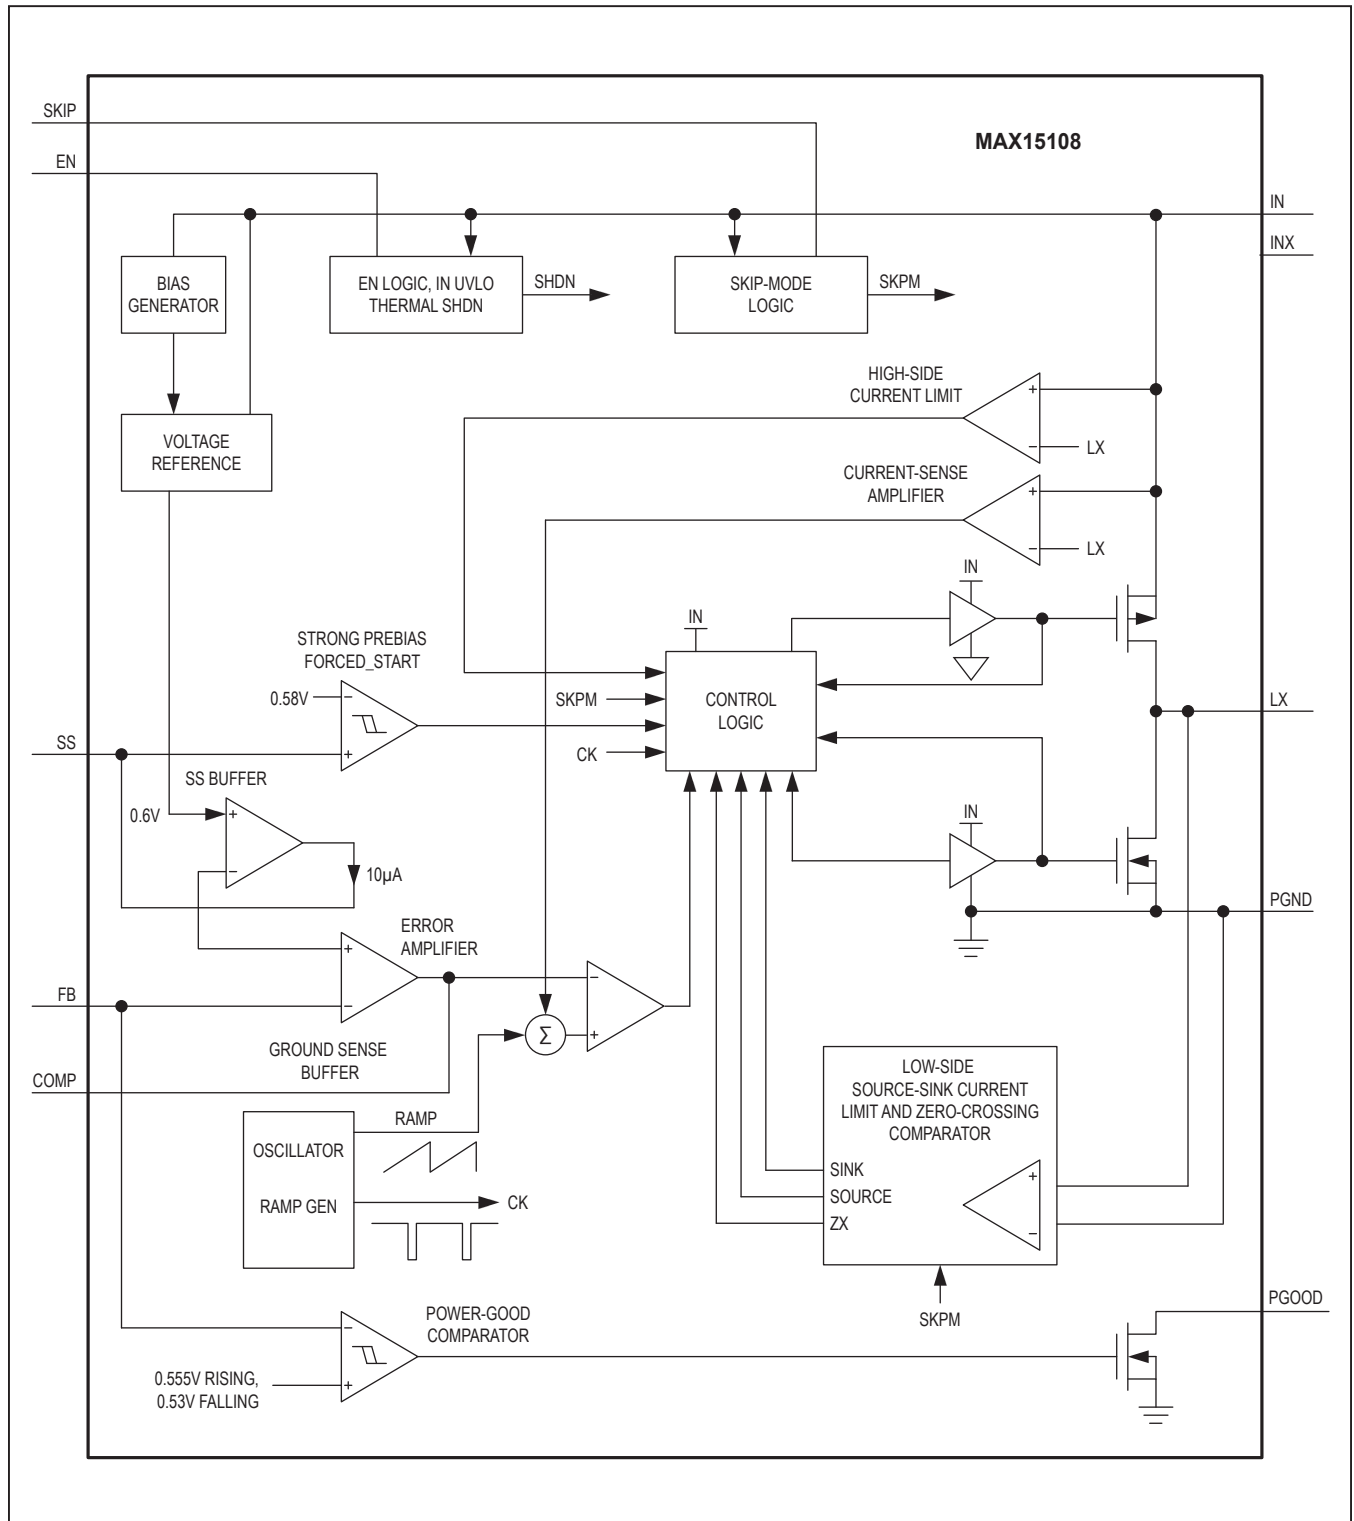 SKIP
MAX15108
EN
IN
INX
BIAS
GENERATOR
EN LOGIC, IN UVLO
THERMAL SHDN
SHDN
SKIP-MODE
LOGIC
SKPM
HIGH-SIDE
CURRENT LIMIT
+
−
LX
VOLTAGE
REFERENCE
CURRENT-SENSE
AMPLIFIER
+
−
LX
IN
IN
STRONG PREBIAS
FORCED_START
0.58V
−
+
SKPM
CK
CONTROL
LOGIC
LX
SS
SS BUFFER
0.6V
+
−
10µA
IN
PGND
ERROR
AMPLIFIER
+
−
FB
−
+
Σ
GROUND SENSE
BUFFER
COMP
LOW-SIDE
SOURCE-SINK CURRENT
LIMIT AND ZERO-CROSSING
COMPARATOR
SINK
SOURCE
ZX
+
−
SKPM
OSCILLATOR
RAMP GEN
RAMP
CK
PGOOD
POWER-GOOD
COMPARATOR
−
+
0.555V RISING,
0.53V FALLING